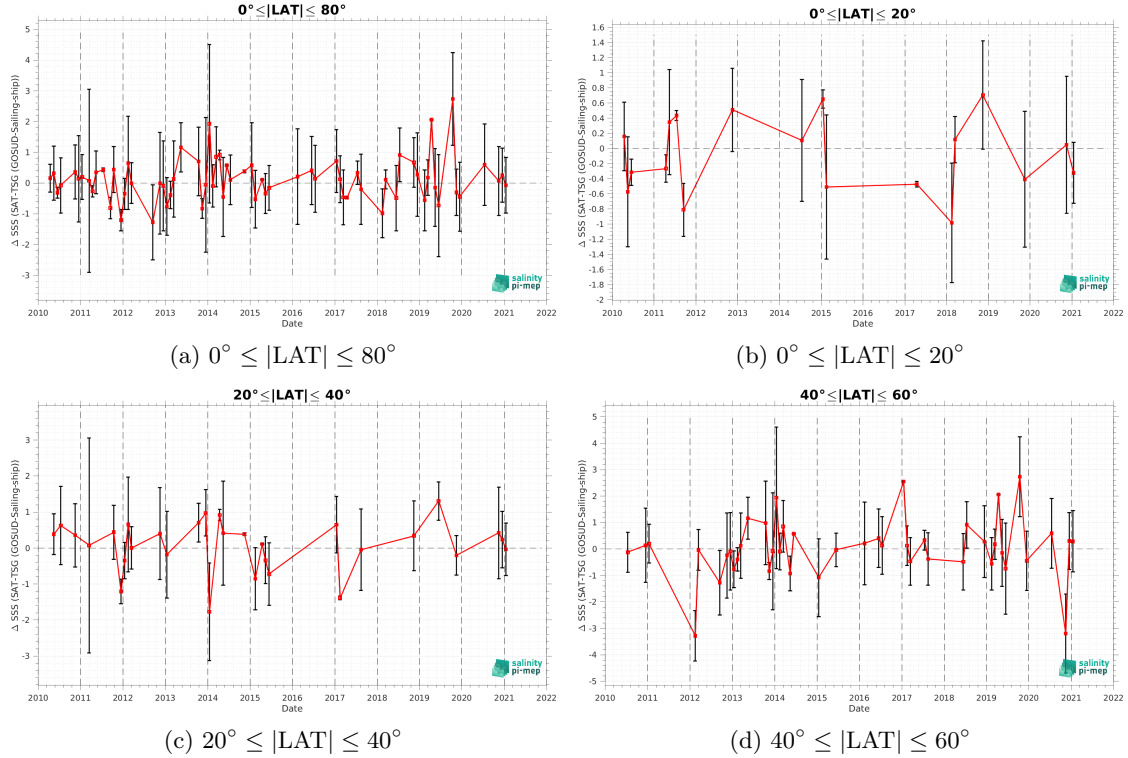 0°≤|LAT|≤ 80°
Δ SSS (SAT-TSG (GOSUD-Sailing-ship))
5
4
3
2
1
0
-1
-2
-3
2010 2011 2012 2013 2014 2015 2016 2017 2018 2019 2020 2021 2022
Date
salinity
pi-mep
(a) 0° ≤ |LAT| ≤ 80°
0°≤|LAT|≤ 20°
Δ SSS (SAT-TSG (GOSUD-Sailing-ship))
1.6
1.4
1.2
1
0.8
0.6
0.4
0.2
0
-0.2
-0.4
-0.6
-0.8
-1
-1.2
-1.4
-1.6
-1.8
-2
2010 2011 2012 2013 2014 2015 2016 2017 2018 2019 2020 2021 2022
Date
salinity
pi-mep
(b) 0° ≤ |LAT| ≤ 20°
20°≤|LAT|≤ 40°
Δ SSS (SAT-TSG (GOSUD-Sailing-ship))
3
2
1
0
-1
-2
-3
2010 2011 2012 2013 2014 2015 2016 2017 2018 2019 2020 2021 2022
Date
salinity
pi-mep
(c) 20° ≤ |LAT| ≤ 40°
40°≤|LAT|≤ 60°
Δ SSS (SAT-TSG (GOSUD-Sailing-ship))
5
4
3
2
1
0
-1
-2
-3
-4
-5
2010 2011 2012 2013 2014 2015 2016 2017 2018 2019 2020 2021 2022
Date
salinity
pi-mep
(d) 40° ≤ |LAT| ≤ 60°